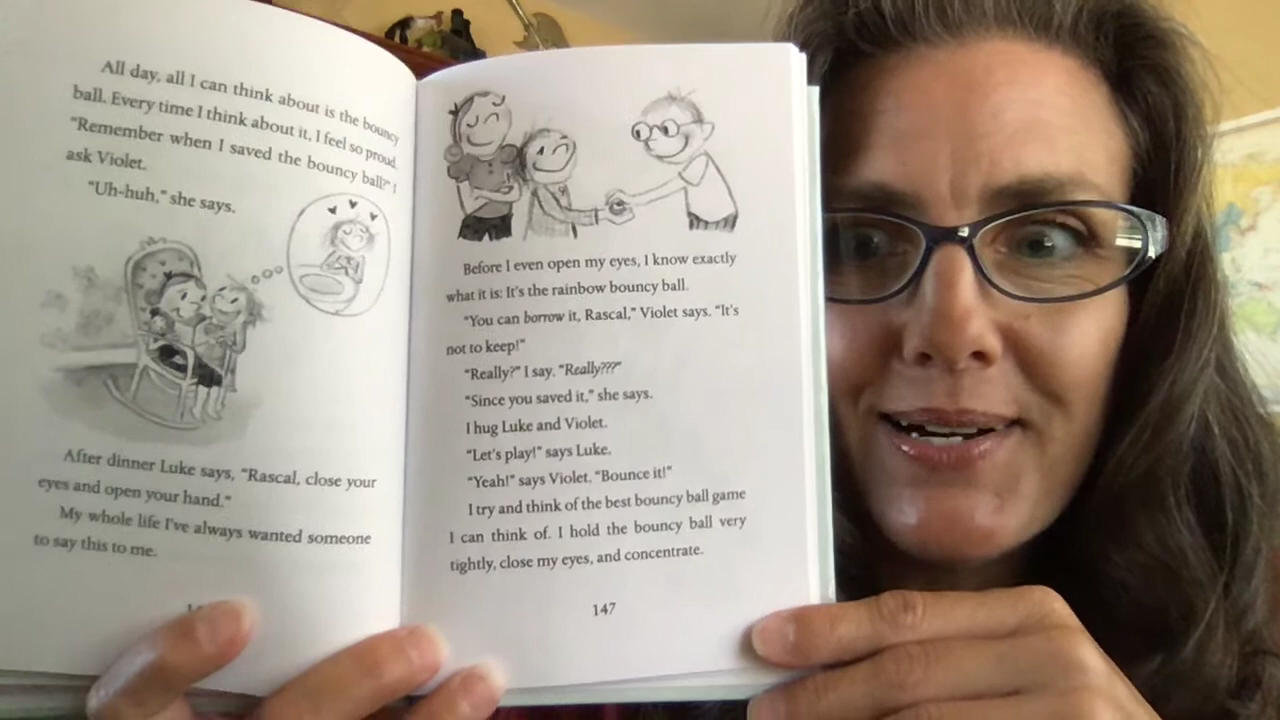 All day, all I can think about is the bouncy
ball. Every time I think about it, I feel so proud.
"Remember when I saved the bouncy ball?" I
ask Violet.
"Uh-huh," she says.
After dinner Luke says, "Rascal, close your
eyes and open your hand."
My whole life I've always wanted someone
to say this to me.
Before I even open my eyes, I know exactly
what it is: It's the rainbow bouncy ball.
"You can borrow it, Rascal," Violet says. "It's
not to keep!"
"Really?" I say. "Really???"
"Since you saved it," she says.
I hug Luke and Violet.
"Let's play!" says Luke.
"Yeah!" says Violet. "Bounce it!"
I try and think of the best bouncy ball game
I can think of. I hold the bouncy ball very
tightly, close my eyes, and concentrate.
147